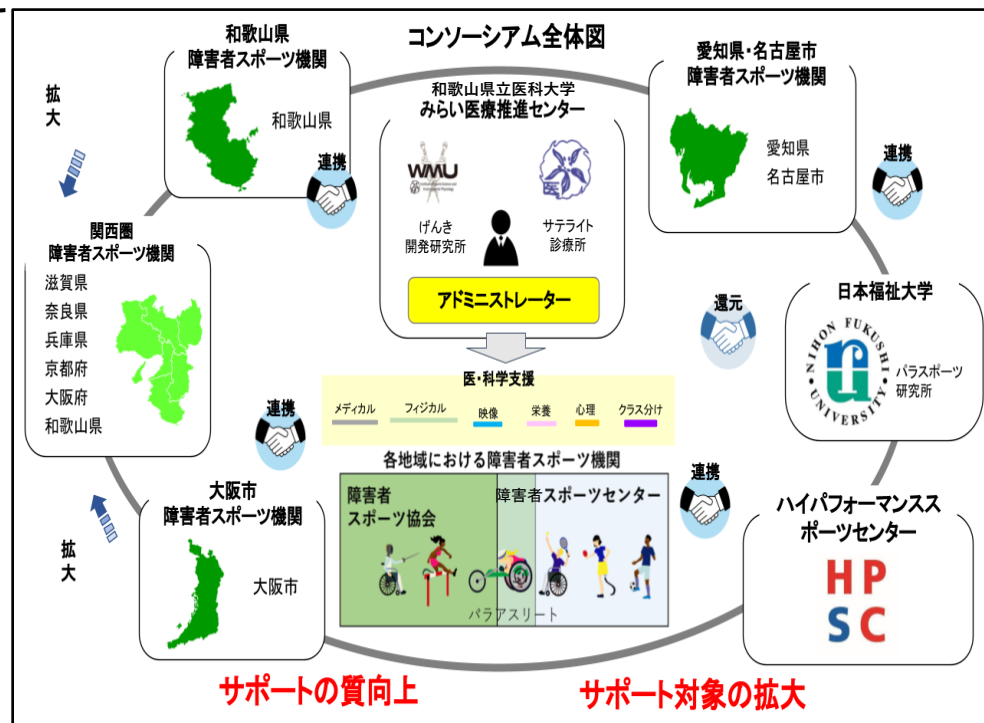 コンソーシアム全体図
和歌山県
障害者スポーツ機関
和歌山県
拡大
連携
和歌山県立医科大学
みらい医療推進センター
WMU
医
げんき
開発研究所
サテライト
診療所
アドミニストレーター
愛知県・名古屋市
障害者スポーツ機関
愛知県
名古屋市
連携
関西圏
障害者スポーツ機関
滋賀県
奈良県
兵庫県
京都府
大阪府
和歌山県
還元
日本福祉大学
NIHON FUKUSHI UNIVERSITY
パラスポーツ
研究所
医・科学支援
メディカル
フィジカル
映像
栄養
心理
クラス分け
連携
各地域における障害者スポーツ機関
障害者
スポーツ協会
障害者スポーツセンター
パラアスリート
連携
拡大
大阪市
障害者スポーツ機関
大阪市
ハイパフォーマンスス
ポーツセンター
HP
SC
サポートの質向上
サポート対象の拡大